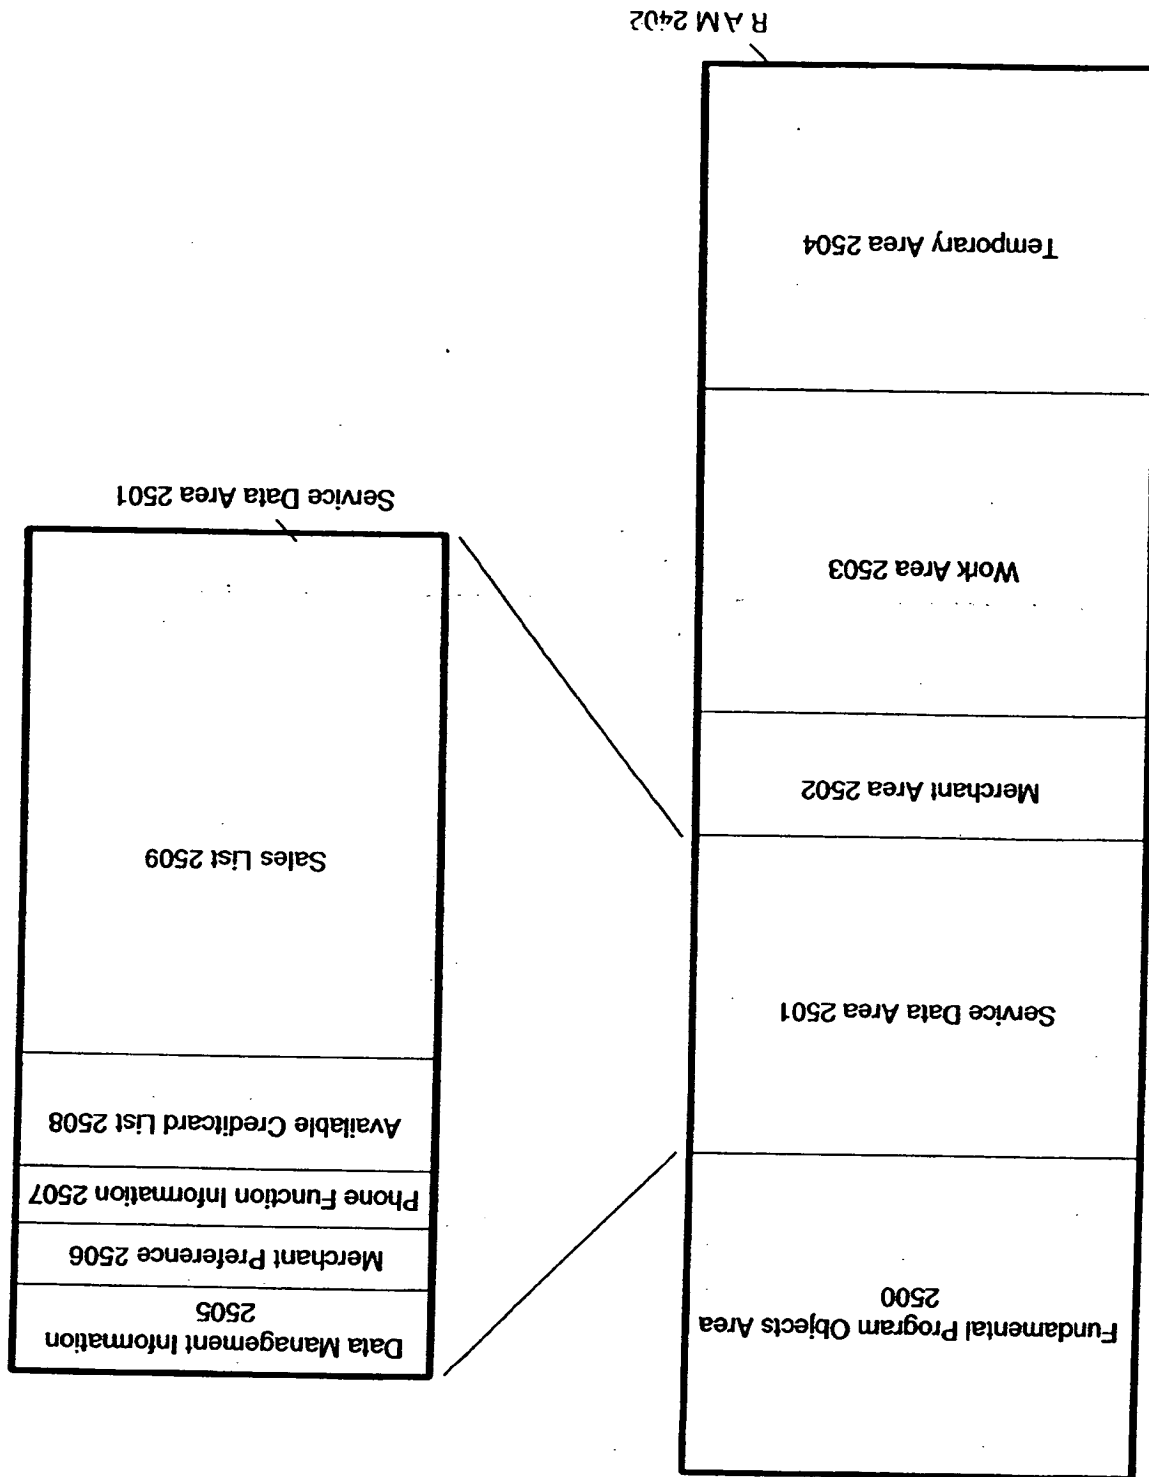 Fundamental Program Objects Area
2500
Service Data Area 2501
Merchant Area 2502
Work Area 2503
Temporary Area 2504
RAM 2402
Data Management Information
2505
Merchant Preference 2506
Phone Function Information 2507
Available Creditcard List 2508
Sales List 2509
Service Data Area 2501